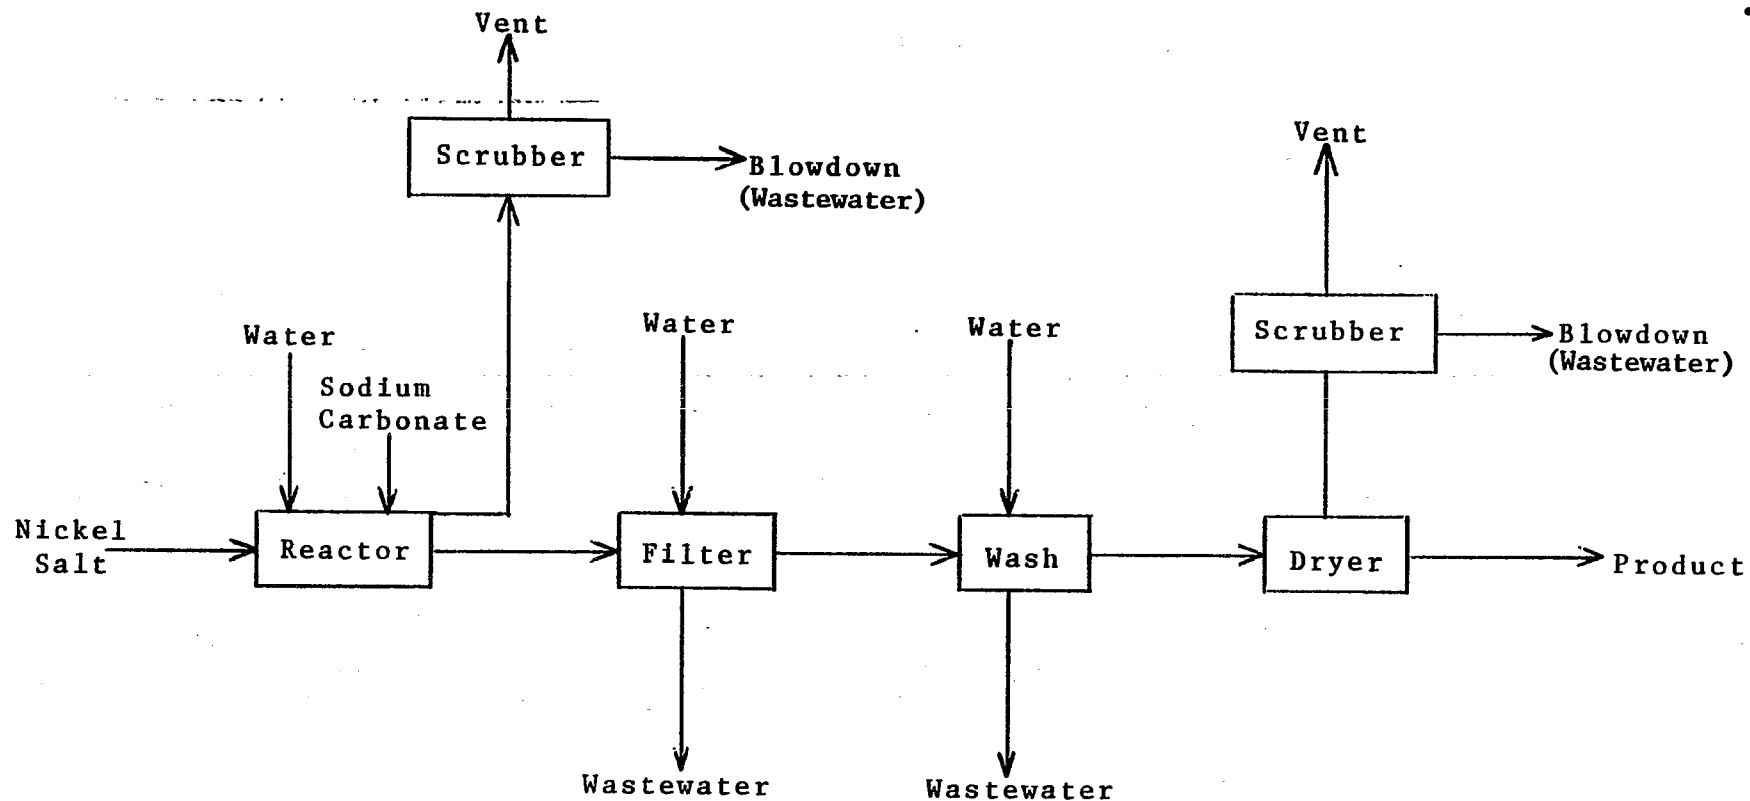 Vent
Scrubber
Blowdown
(Wastewater)
Vent
Scrubber
Blowdown
(Wastewater)
Water
Water
Water
Sodium
Carbonate
Nickel
Salt
Reactor
Filter
Wash
Dryer
Product
Wastewater
Wastewater